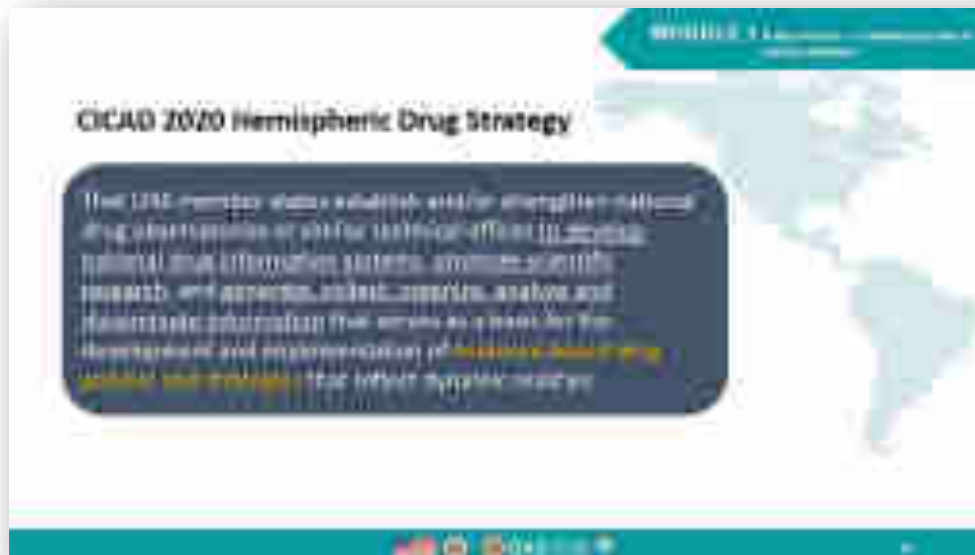 MODULE 1
CICAD 2020 Hemispheric Drug Strategy
That OAS member states establish and/or strengthen national
drug observatories or similar technical offices to develop
national drug information systems, promote scientific
research, and generate, collect, organize, analyze and
disseminate information that serves as a basis for the
development and implementation of evidence-based drug
policies and strategies that reflect dynamic realities